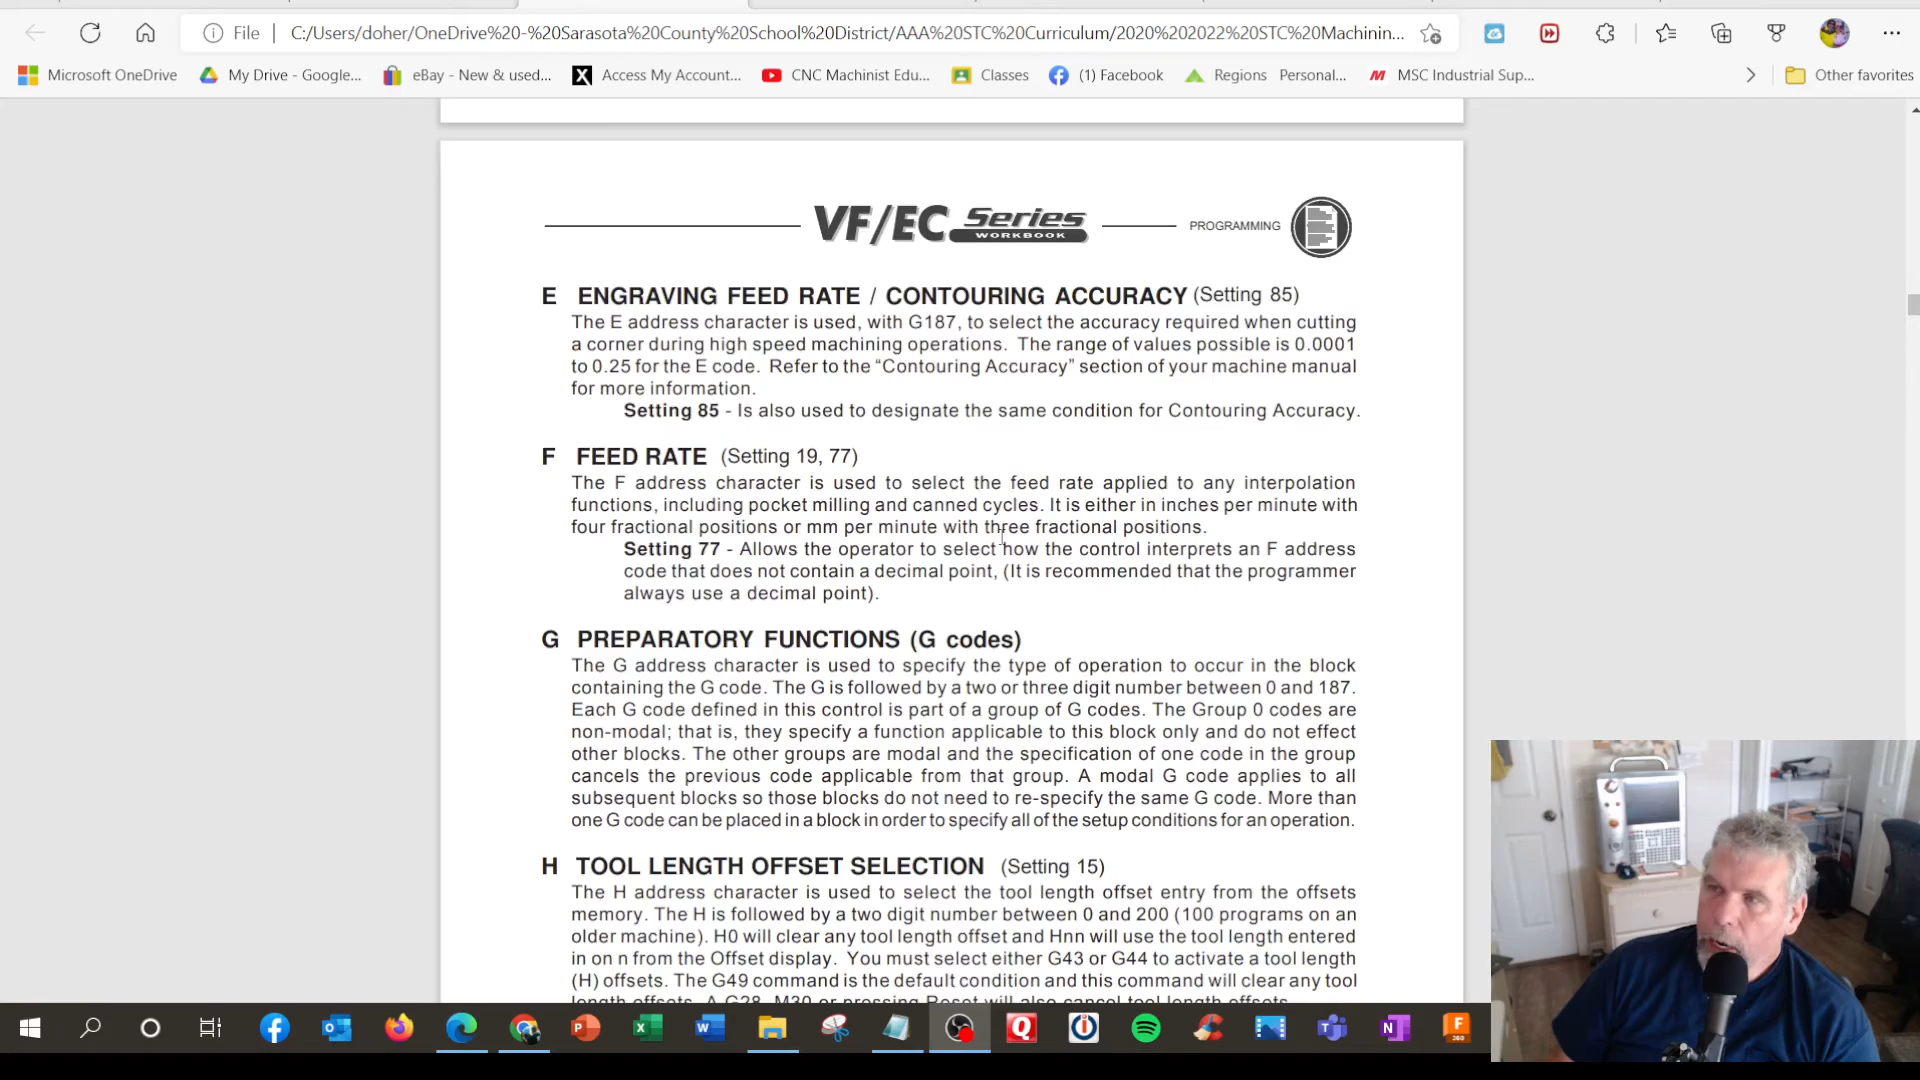 File
C:/Users/doher/OneDrive%20-%20Sarasota%20County%20School%20District/AAA%20STC%20Curriculum/2020%202022%20STC%20Machinin...
Microsoft OneDrive
My Drive - Google...
eBay - New & used...
Access My Account...
CNC Machinist Edu...
Classes
(1) Facebook
Regions Personal...
MSC Industrial Sup...
Other favorites
VF/EC Series
WORKBOOK
PROGRAMMING
E ENGRAVING FEED RATE / CONTOURING ACCURACY (Setting 85)
The E address character is used, with G187, to select the accuracy required when cutting
a corner during high speed machining operations. The range of values possible is 0.0001
to 0.25 for the E code. Refer to the “Contouring Accuracy” section of your machine manual
for more information.
Setting 85 - Is also used to designate the same condition for Contouring Accuracy.
F FEED RATE (Setting 19, 77)
The F address character is used to select the feed rate applied to any interpolation
functions, including pocket milling and canned cycles. It is either in inches per minute with
four fractional positions or mm per minute with three fractional positions.
Setting 77 - Allows the operator to select how the control interprets an F address
code that does not contain a decimal point, (It is recommended that the programmer
always use a decimal point).
G PREPARATORY FUNCTIONS (G codes)
The G address character is used to specify the type of operation to occur in the block
containing the G code. The G is followed by a two or three digit number between 0 and 187.
Each G code defined in this control is part of a group of G codes. The Group 0 codes are
non-modal; that is, they specify a function applicable to this block only and do not effect
other blocks. The other groups are modal and the specification of one code in the group
cancels the previous code applicable from that group. A modal G code applies to all
subsequent blocks so those blocks do not need to re-specify the same G code. More than
one G code can be placed in a block in order to specify all of the setup conditions for an operation.
H TOOL LENGTH OFFSET SELECTION (Setting 15)
The H address character is used to select the tool length offset entry from the offsets
memory. The H is followed by a two digit number between 0 and 200 (100 programs on an
older machine). H0 will clear any tool length offset and Hnn will use the tool length entered
in on n from the Offset display. You must select either G43 or G44 to activate a tool length
(H) offsets. The G49 command is the default condition and this command will clear any tool
length offsets. A G28, M30 or pressing Reset will also cancel tool length offsets.